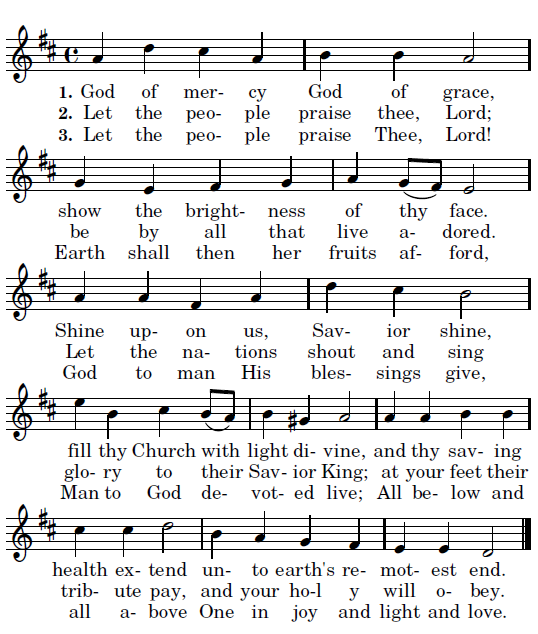 1. God of mer- cy God of grace,
2. Let the peo- ple praise thee, Lord;
3. Let the peo- ple praise Thee, Lord!
show the bright- ness of thy face.
be by all that live a- dored.
Earth shall then her fruits af- ford,
Shine up- on us, Sav- ior shine,
Let the na- tions shout and sing
God to man His bles- sings give,
fill thy Church with light di- vine, and thy sav- ing
glo- ry to their Sav- ior King; at your feet their
Man to God de- vot- ed live; All be- low and
health ex- tend un- to earth's re- mot- est end.
trib- ute pay, and your ho- l y will o- bey.
all a- bove One in joy and light and love.